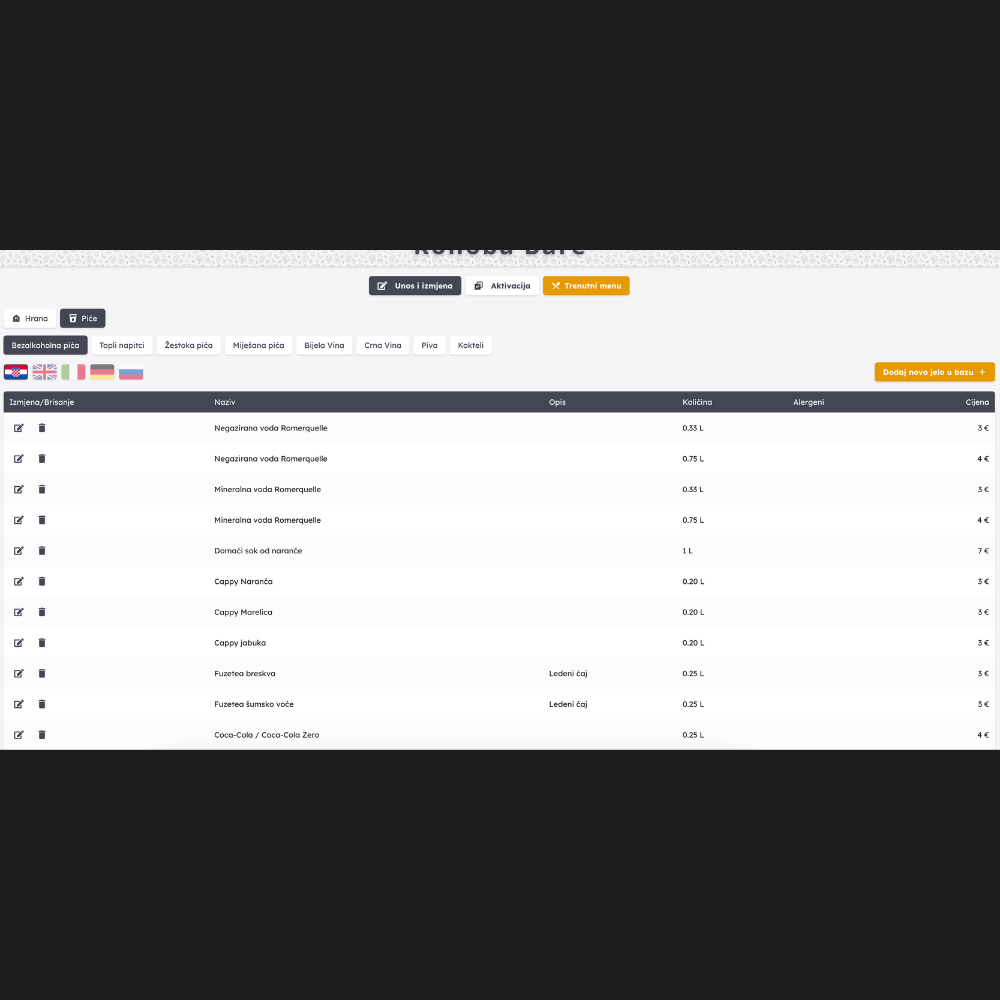 Konoba Bare
Unos i izmjena Aktivacija Trenutni menu
Hrana Piće
Bezalkoholna pića Topli napitci Žestoka pića Miješana pića Bijela Vina Crna Vina Piva Kokteli
Dodaj novo jelo u bazu +
Izmjena/Brisanje Naziv Opis Količina Alergeni Cijena
Negazirana voda Romerquelle 0.33 L 3 €
Negazirana voda Romerquelle 0.75 L 4 €
Mineralna voda Romerquelle 0.33 L 3 €
Mineralna voda Romerquelle 0.75 L 4 €
Domaći sok od naranče 1 L 7 €
Cappy Naranča 0.20 L 3 €
Cappy Marelica 0.20 L 3 €
Cappy jabuka 0.20 L 3 €
Fuzetea breskva Ledeni čaj 0.25 L 3 €
Fuzetea šumsko voće Ledeni čaj 0.25 L 3 €
Coca-Cola / Coca-Cola Zero 0.25 L 4 €